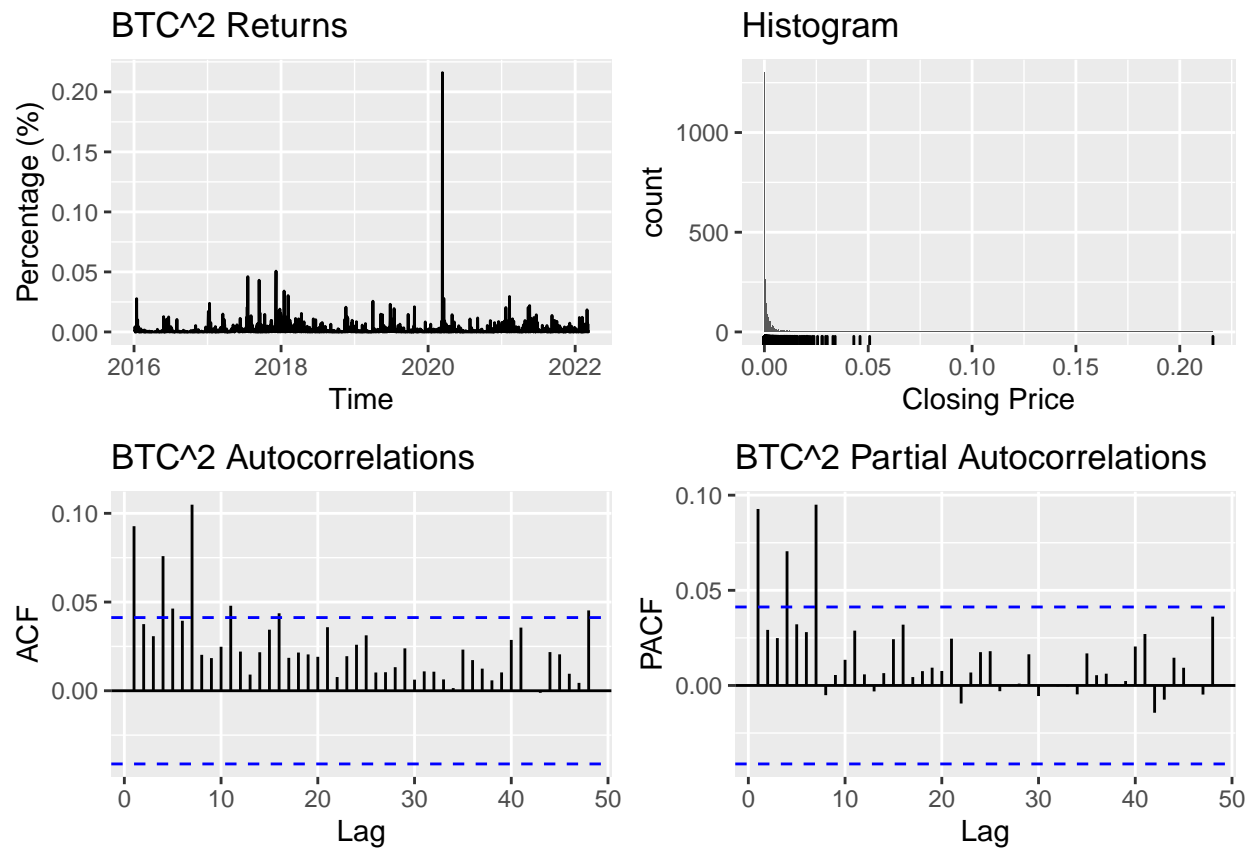 BTC^2 Returns
Percentage (%)
0.20
0.15
0.10
0.05
0.00
2016 2018 2020 2022
Time
Histogram
count
1000
500
0
0.00 0.05 0.10 0.15 0.20
Closing Price
BTC^2 Autocorrelations
ACF
0.10
0.05
0.00
0 10 20 30 40 50
Lag
BTC^2 Partial Autocorrelations
PACF
0.10
0.05
0.00
0 10 20 30 40 50
Lag